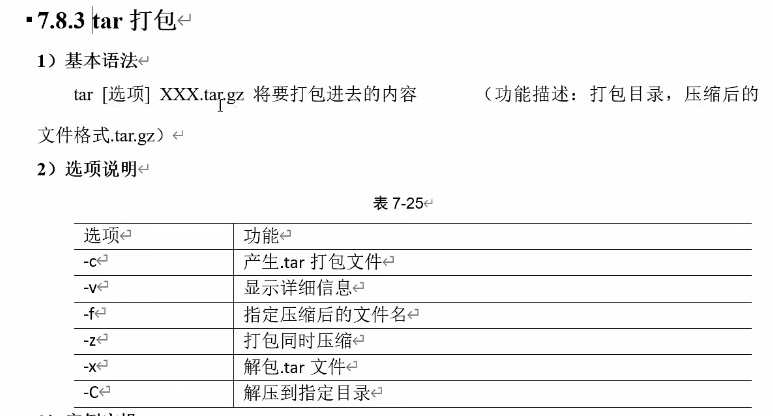 7.8.3 tar 打包
1）基本语法
tar [选项] XXX.tar.gz 将要打包进去的内容 （功能描述：打包目录，压缩后的
文件格式.tar.gz）
2）选项说明
表 7-25
选项 功能
-c 产生.tar 打包文件
-v 显示详细信息
-f 指定压缩后的文件名
-z 打包同时压缩
-x 解包.tar 文件
-C 解压到指定目录